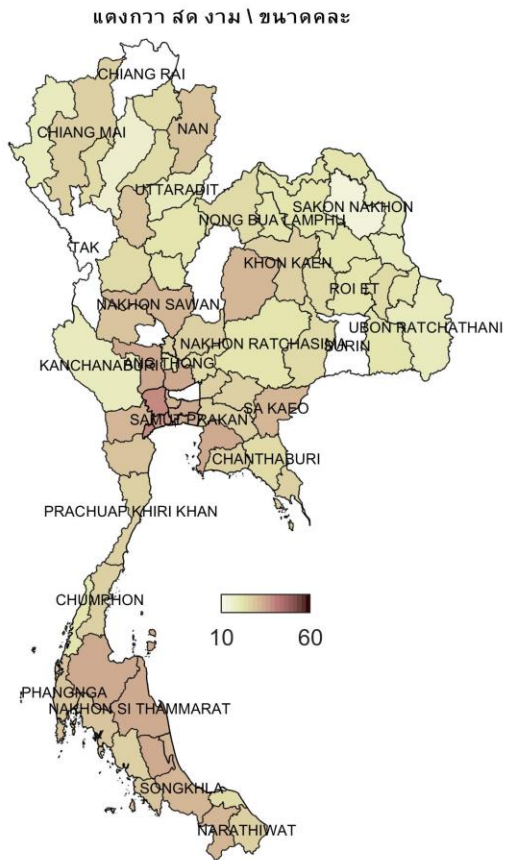 แตงกวา สด งาม \ ขนาดคละ
CHIANG RAI
CHIANG MAI
NAN
UTTARADIT
NONG BUA LAMPHU
SAKON NAKHON
TAK
KHON KAEN
ROI ET
NAKHON SAWAN
UBON RATCHATHANI
NAKHON RATCHASIMA
SURIN
ANG THONG
KANCHANABURI
SA KAEO
SAMUT PRAKAN
CHANTHABURI
PRACHUAP KHIRI KHAN
CHUMPHON
10 60
PHANGNGA
NAKHON SI THAMMARAT
SONGKHLA
NARATHIWAT